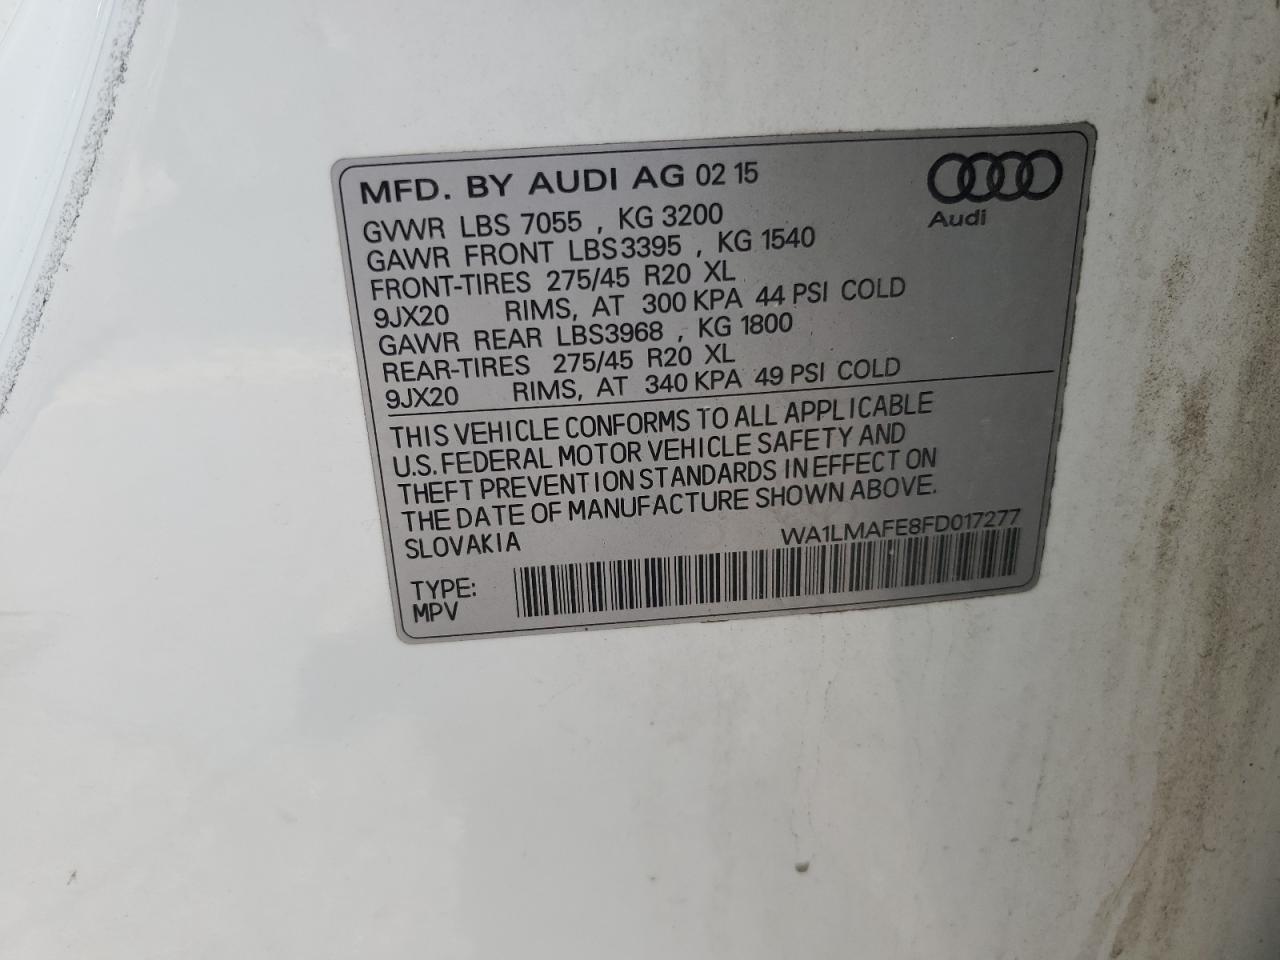 MFD. BY AUDI AG 02 15
Audi
GVWR LBS 7055 , KG 3200
GAWR FRONT LBS3395 , KG 1540
FRONT-TIRES 275/45 R20 XL
9JX20 RIMS, AT 300 KPA 44 PSI COLD
GAWR REAR LBS3968 , KG 1800
REAR-TIRES 275/45 R20 XL
9JX20 RIMS, AT 340 KPA 49 PSI COLD
THIS VEHICLE CONFORMS TO ALL APPLICABLE
U.S. FEDERAL MOTOR VEHICLE SAFETY AND
THEFT PREVENTION STANDARDS IN EFFECT ON
THE DATE OF MANUFACTURE SHOWN ABOVE.
SLOVAKIA WA1LMAFE8FD017277
TYPE:
MPV